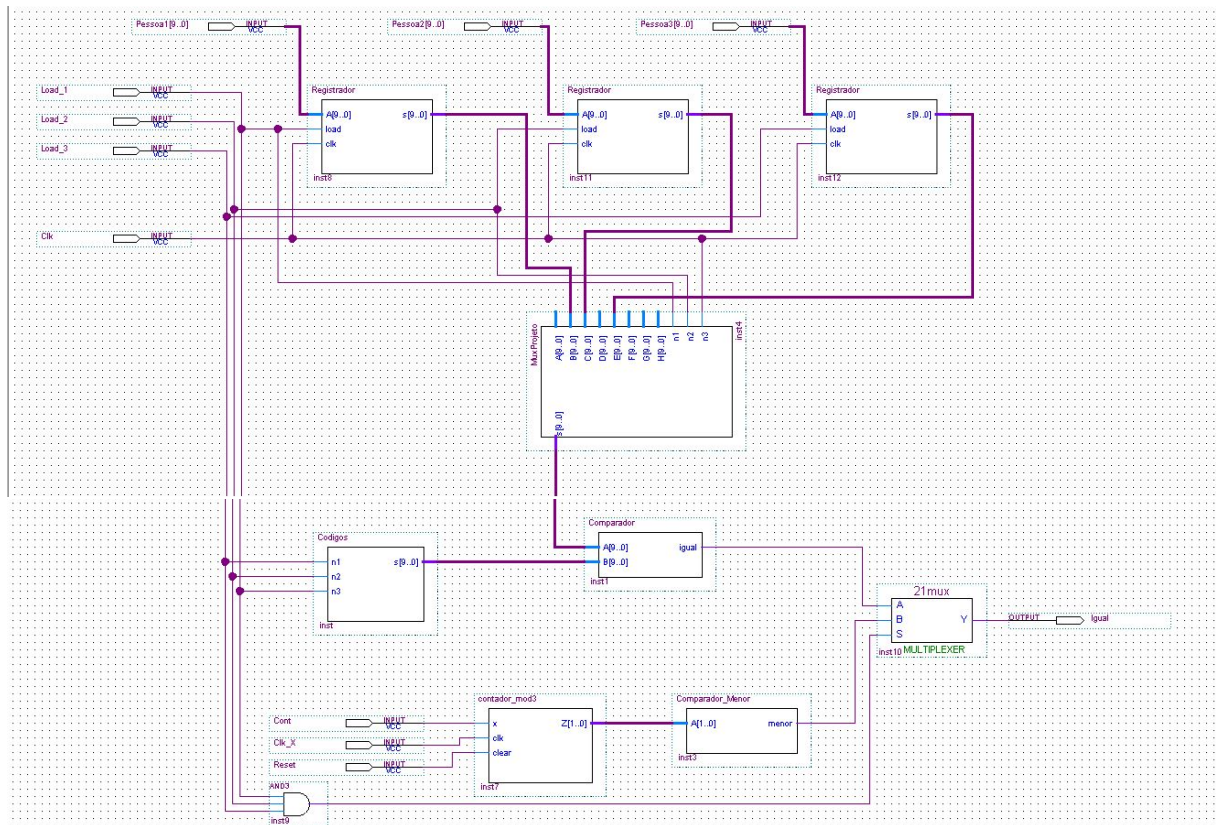 Pessoa1[9..0] INPUT VCC
Pessoa2[9..0] INPUT VCC
Pessoa3[9..0] INPUT VCC
Load_1 INPUT VCC
Load_2 INPUT VCC
Load_3 INPUT VCC
Registrador
A[9..0] s[9..0]
load
clk
inst8
Registrador
A[9..0] s[9..0]
load
clk
inst11
Registrador
A[9..0] s[9..0]
load
clk
inst12
Clk INPUT VCC
MuxProjeto
inst4
A[9..0]
B[9..0]
C[9..0]
D[9..0]
E[9..0]
F[9..0]
G[9..0]
H[9..0]
n1
n2
n3
s[9..0]
Codigos
n1 s[9..0]
n2
n3
inst
Comparador
A[9..0] igual
B[9..0]
inst1
21mux
A
B Y
S
inst10 MULTIPLEXER
OUTPUT Igual
Cont INPUT VCC
Clk_X INPUT VCC
Reset INPUT VCC
contador_mod3
x Z[1..0]
clk
clear
inst7
Comparador_Menor
A[1..0] menor
inst3
AND3
inst9